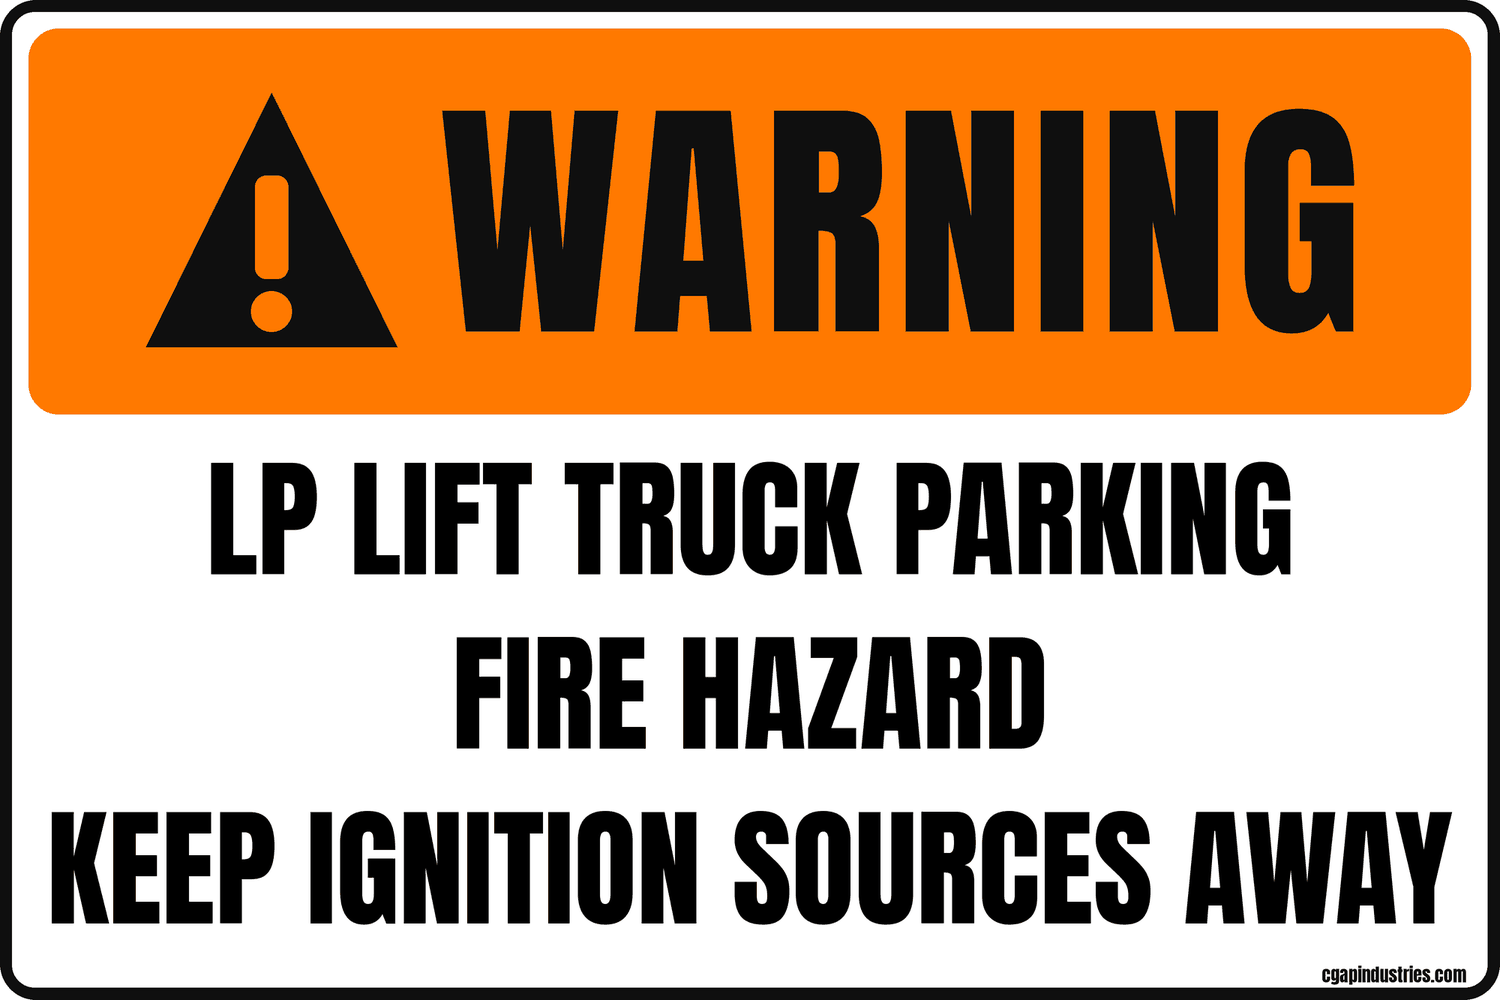 WARNING
LP LIFT TRUCK PARKING
FIRE HAZARD
KEEP IGNITION SOURCES AWAY
cgapindustries.com